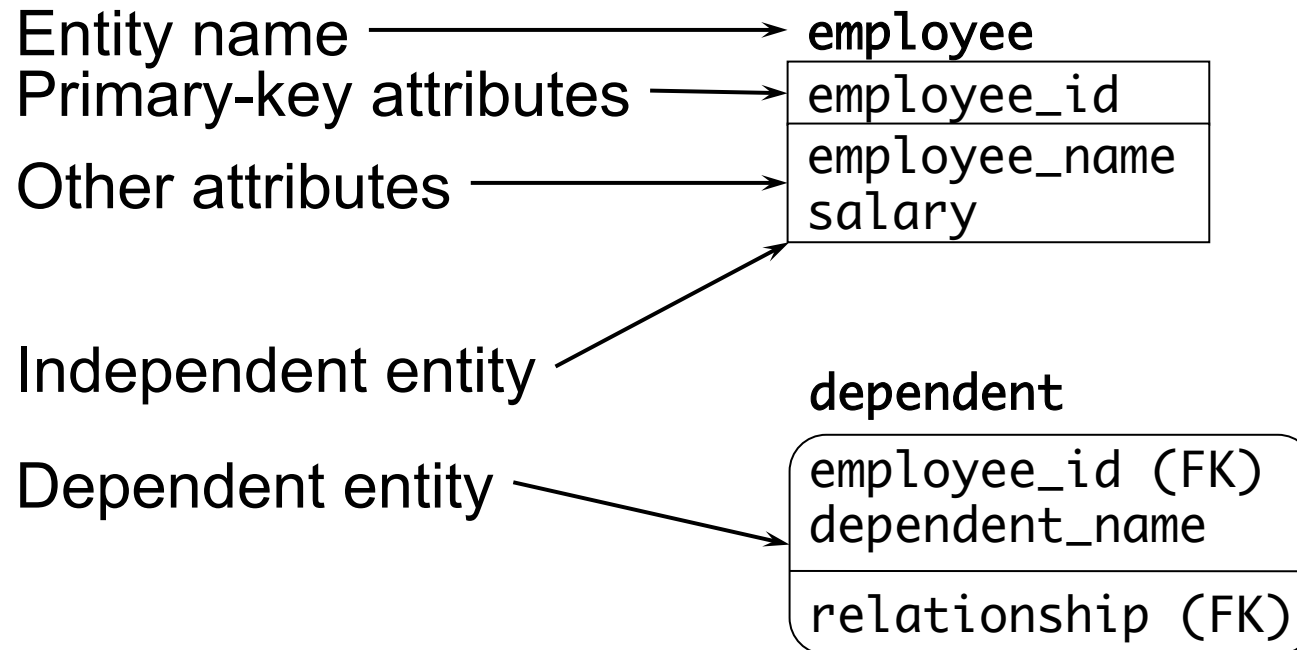 Entity name
Primary-key attributes
Other attributes
Independent entity
Dependent entity
employee
employee_id
employee_name
salary
dependent
employee_id (FK)
dependent_name
relationship (FK)